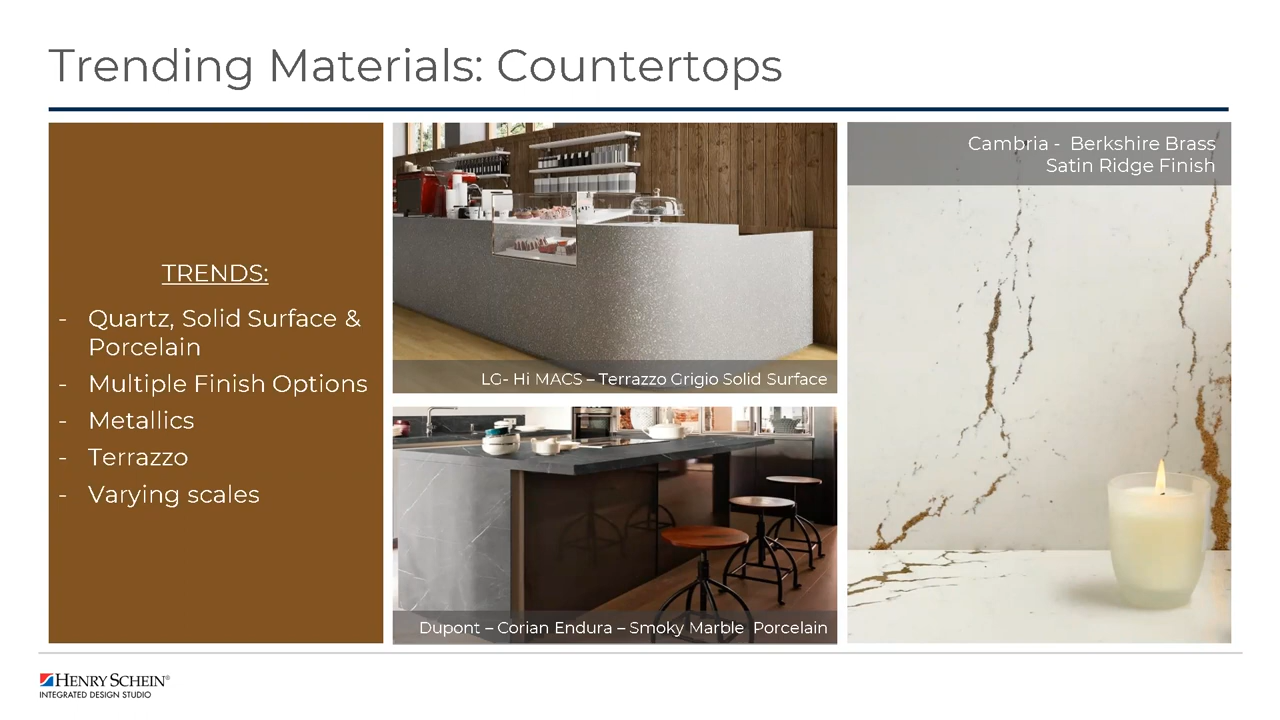 Trending Materials: Countertops
TRENDS:
- Quartz, Solid Surface &
Porcelain
- Multiple Finish Options
- Metallics
- Terrazzo
- Varying scales
LG- Hi MACS – Terrazzo Grigio Solid Surface
Dupont – Corian Endura – Smoky Marble Porcelain
Cambria - Berkshire Brass
Satin Ridge Finish
HENRY SCHEIN®
INTEGRATED DESIGN STUDIO